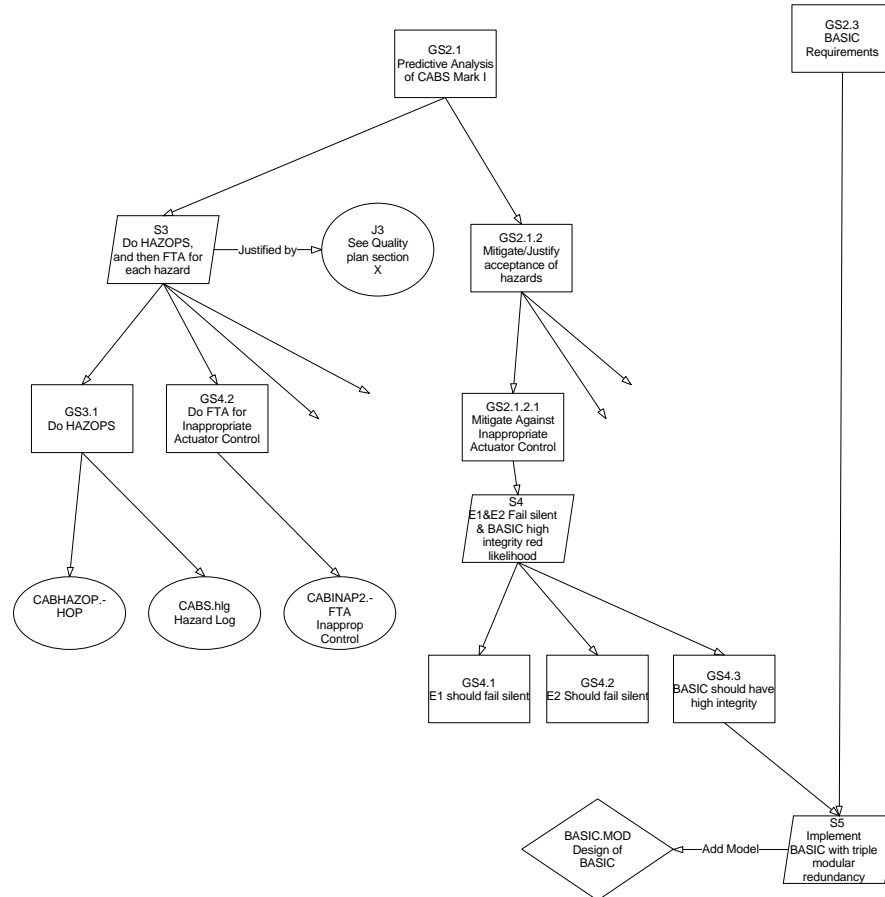 GS2.3
BASIC
Requirements
GS2.1
Predictive Analysis
of CABS Mark I
S3
Do HAZOPS,
and then FTA for
each hazard
Justified by
J3
See Quality
plan section
X
GS2.1.2
Mitigate/Justify
acceptance of
hazards
GS3.1
Do HAZOPS
GS4.2
Do FTA for
Inappropriate
Actuator Control
GS2.1.2.1
Mitigate Against
Inappropriate
Actuator Control
S4
E1&E2 Fail silent
& BASIC high
integrity red
likelihood
CABHAZOP.-
HOP
CABS.hlg
Hazard Log
CABINAP2.-
FTA
Inapprop
Control
GS4.1
E1 should fail silent
GS4.2
E2 Should fail silent
GS4.3
BASIC should have
high integrity
BASIC.MOD
Design of
BASIC
Add Model
S5
Implement
BASIC with triple
modular
redundancy